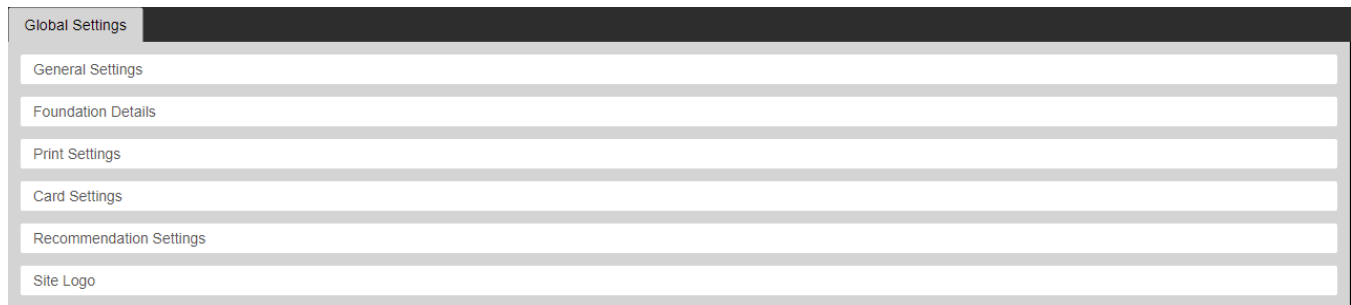 Global Settings
General Settings
Foundation Details
Print Settings
Card Settings
Recommendation Settings
Site Logo